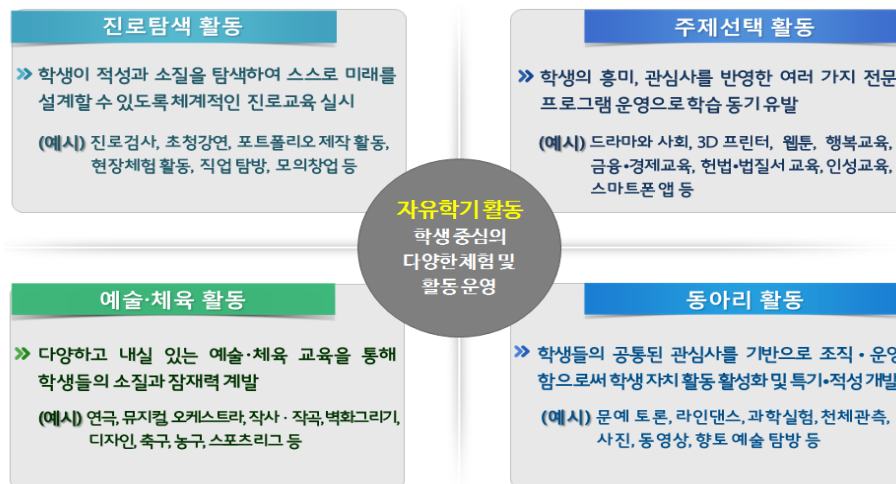 진로탐색 활동
» 학생이 적성과 소질을 탐색하여 스스로 미래를
설계할 수 있도록 체계적인 진로교육 실시
(예시) 진로검사, 초청강연, 포트폴리오 제작 활동,
현장체험 활동, 직업 탐방, 모의창업 등
주제선택 활동
» 학생의 흥미, 관심사를 반영한 여러 가지 전문
프로그램 운영으로 학습 동기 유발
(예시) 드라마와 사회, 3D 프린터, 웹툰, 행복교육,
금융•경제교육, 헌법•법질서 교육, 인성교육,
스마트폰 앱 등
자유학기 활동
학생 중심의
다양한 체험 및
활동 운영
예술·체육 활동
» 다양하고 내실 있는 예술·체육 교육을 통해
학생들의 소질과 잠재력 계발
(예시) 연극, 뮤지컬, 오케스트라, 작사 · 작곡, 벽화그리기,
디자인, 축구, 농구, 스포츠리그 등
동아리 활동
» 학생들의 공통된 관심사를 기반으로 조직 • 운영
함으로써 학생 자치 활동 활성화 및 특기•적성 개발
(예시) 문예 토론, 라인댄스, 과학실험, 천체관측,
사진, 동영상, 향토 예술 탐방 등